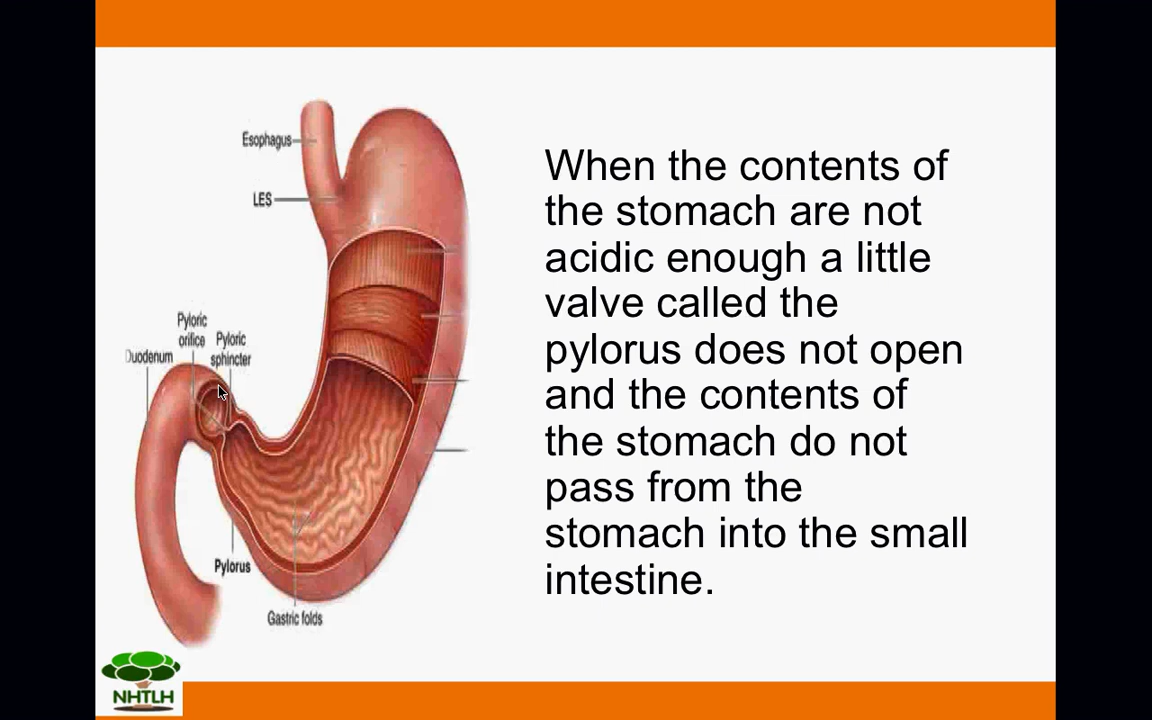 Esophagus
LES
Pyloric
orifice
Pyloric
sphincter
Duodenum
Pylorus
Gastric folds
When the contents of
the stomach are not
acidic enough a little
valve called the
pylorus does not open
and the contents of
the stomach do not
pass from the
stomach into the small
intestine.
NHTLH